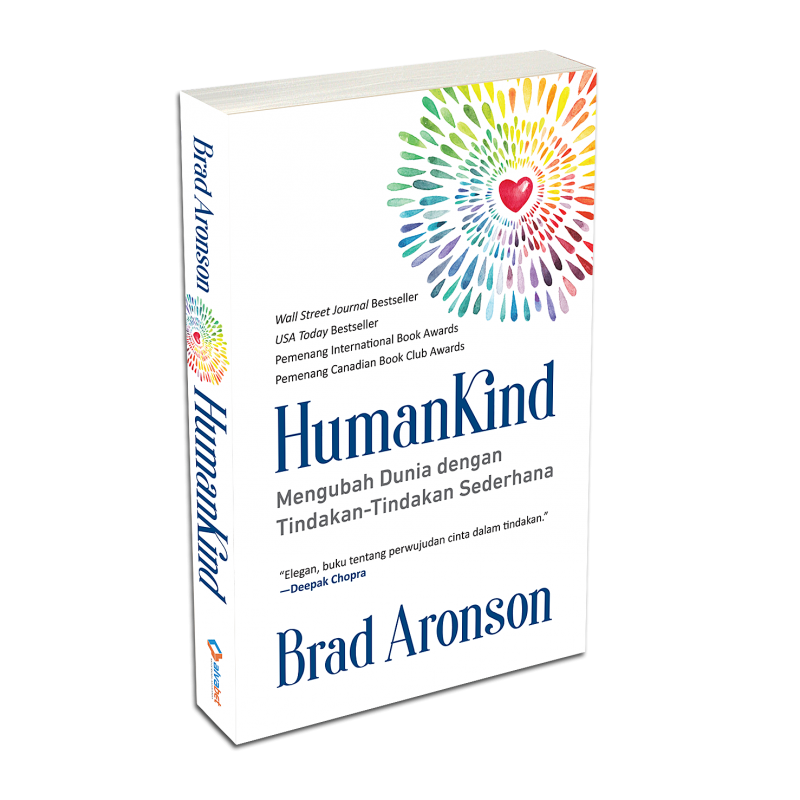 Wall Street Journal Bestseller
USA Today Bestseller
Pemenang International Book Awards
Pemenang Canadian Book Club Awards
HumanKind
Mengubah Dunia dengan
Tindakan-Tindakan Sederhana
“Elegan, buku tentang perwujudan cinta dalam tindakan.”
—Deepak Chopra
Brad Aronson
Brad Aronson
HumanKind
alvabet